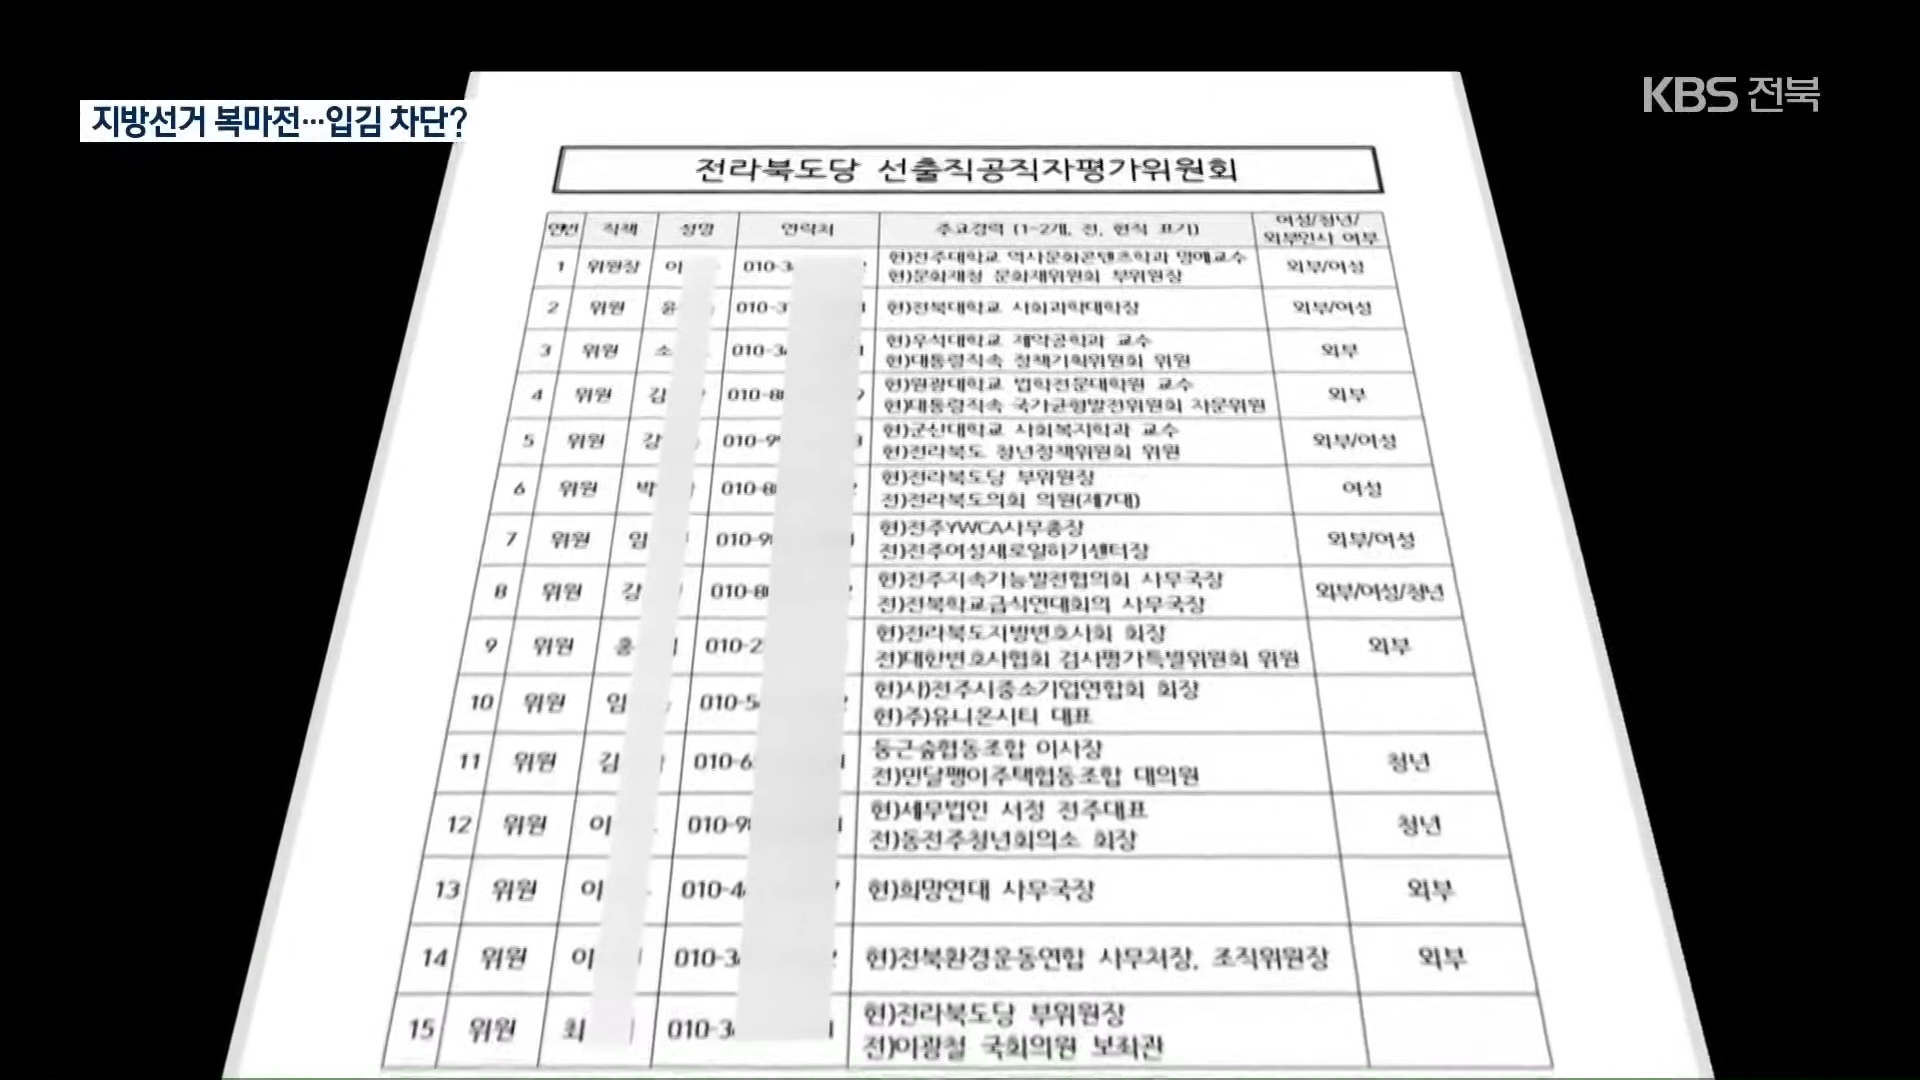 지방선거 복마전…입김 차단?
KBS 전북
전라북도당 선출직공직자평가위원회
연번 직책 성명 연락처 주요경력 (1-2개, 전, 현직 표기) 여성/청년/
외부인사 여부
1 위원장 이 010-3 현)전주대학교 역사문화콘텐츠학과 명예교수 외부/여성
현)문화재청 문화재위원회 부위원장
2 위원 윤 010-3 현)전북대학교 사회과학대학장 외부/여성
3 위원 소 010-3 현)우석대학교 제약공학과 교수 외부
현)대통령직속 정책기획위원회 위원
4 위원 김 010-8 현)원광대학교 법학전문대학원 교수 외부
현)대통령직속 국가균형발전위원회 자문위원
5 위원 강 010-9 현)군산대학교 사회복지학과 교수 외부/여성
현)전라북도 청년정책위원회 위원
6 위원 박 010-8 현)전라북도당 부위원장 여성
전)전라북도의회 의원(제7대)
7 위원 임 010-9 현)전주YWCA사무총장 외부/여성
전)전주여성새로일하기센터장
8 위원 강 010-8 현)전주지속가능발전협의회 사무국장 외부/여성/청년
전)전북학교급식연대회의 사무국장
9 위원 홍 010-2 현)전라북도지방변호사회 회장 외부
전)대한변호사협회 검사평가특별위원회 위원
10 위원 임 010-5 현)사)전주시중소기업연합회 회장
현)주)유니온시티 대표
11 위원 김 010-6 둥근숲협동조합 이사장 청년
전)민달팽이주택협동조합 대의원
12 위원 이 010-9 현)세무법인 서정 전주대표 청년
전)동전주청년회의소 회장
13 위원 이 010-4 현)희망연대 사무국장 외부
14 위원 이 010-3 현)전북환경운동연합 사무처장, 조직위원장 외부
15 위원 최 010-3 현)전라북도당 부위원장
전)이광철 국회의원 보좌관